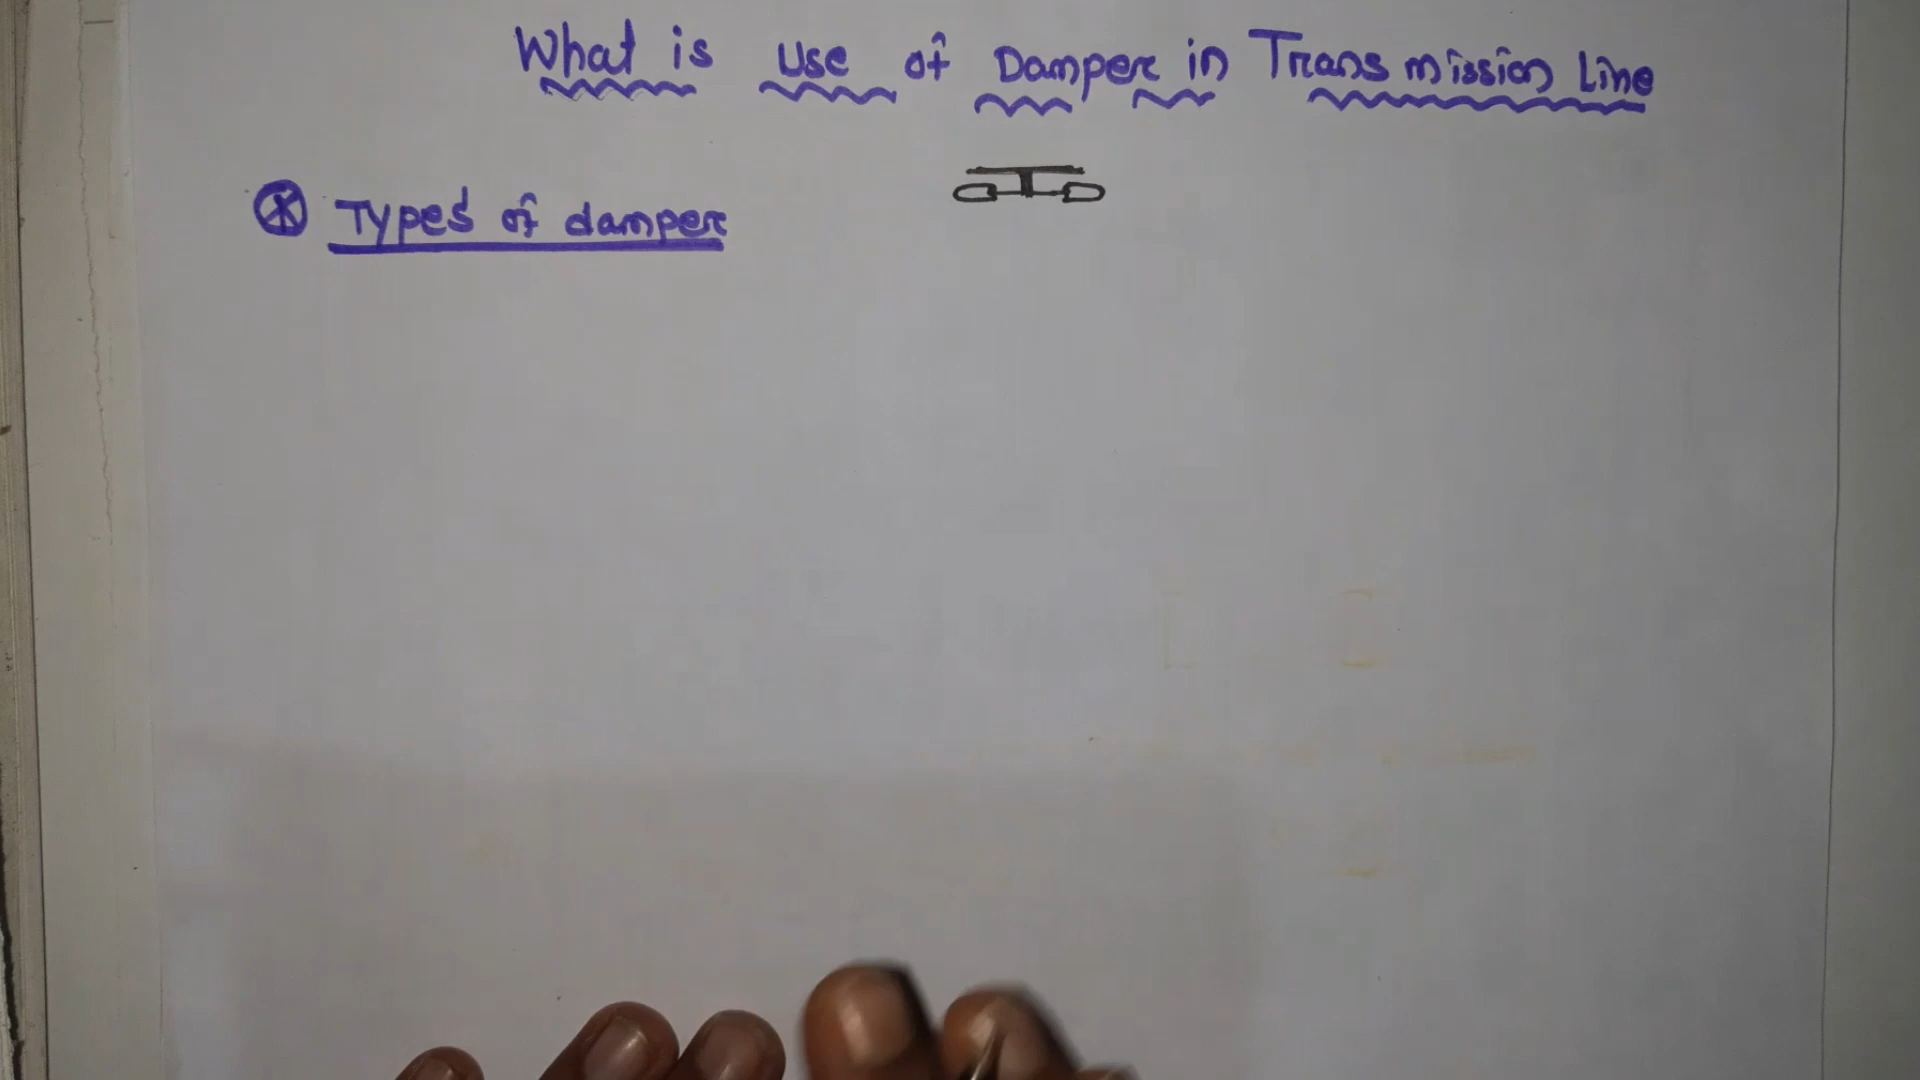 What is Use of Damper in Transmission Line
Types of damper